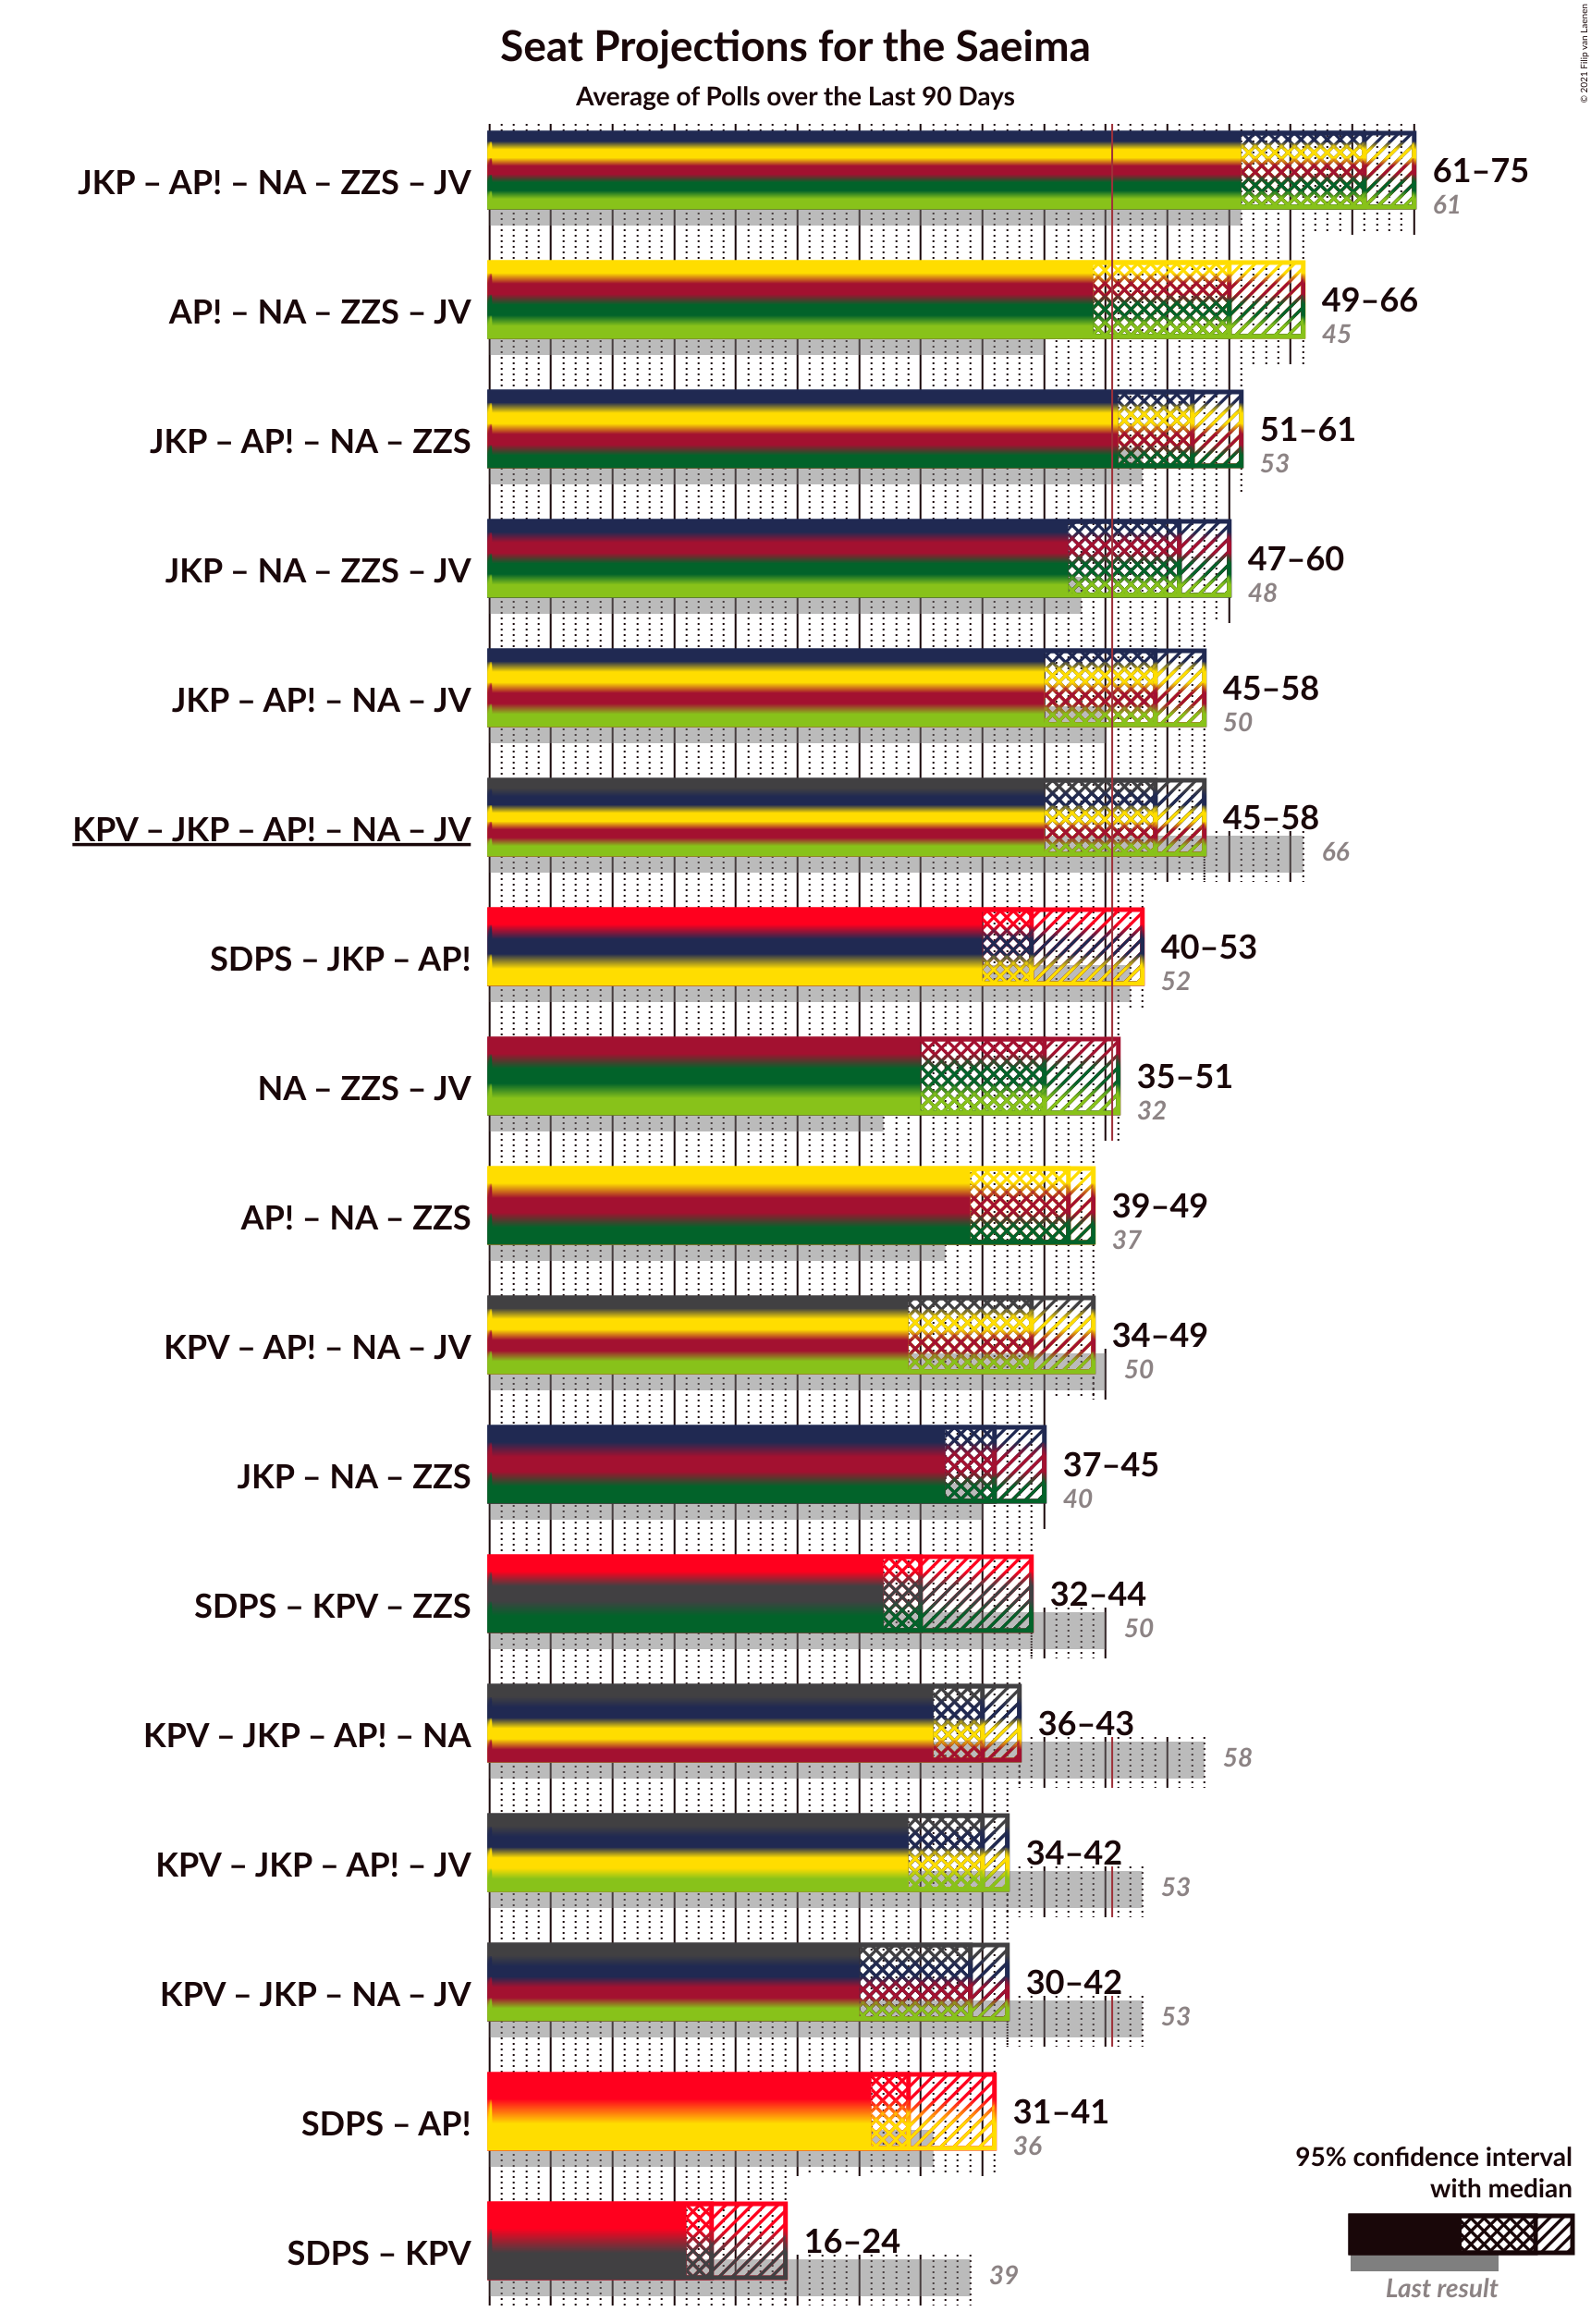 © 2021 Filip van Laenen
Seat Projections for the Saeima
Average of Polls over the Last 90 Days
JKP – AP! – NA – ZZS – JV
61–75
61
AP! – NA – ZZS – JV
49–66
45
JKP – AP! – NA – ZZS
51–61
53
JKP – NA – ZZS – JV
47–60
48
JKP – AP! – NA – JV
45–58
50
KPV – JKP – AP! – NA – JV
45–58
66
SDPS – JKP – AP!
40–53
52
NA – ZZS – JV
35–51
32
AP! – NA – ZZS
39–49
37
KPV – AP! – NA – JV
34–49
50
JKP – NA – ZZS
37–45
40
SDPS – KPV – ZZS
32–44
50
KPV – JKP – AP! – NA
36–43
58
KPV – JKP – AP! – JV
34–42
53
KPV – JKP – NA – JV
30–42
53
SDPS – AP!
31–41
36
SDPS – KPV
16–24
39
95% confidence interval
with median
Last result